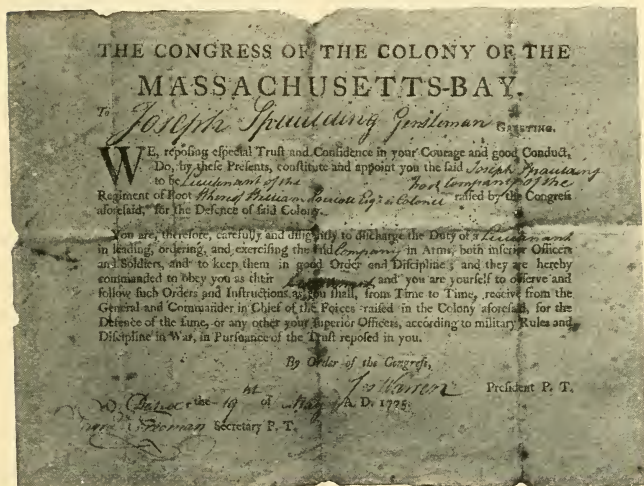 THE CONGRESS OF THE COLONY OF THE
MASSACHUSETTS-BAY.
To Joseph Spaulding Gentleman GREETING.
WE, reposing especial Trust and Confidence in your Courage and good Conduct,
Do, by these Presents, constitute and appoint you the said Joseph Spaulding
to be Lieutenant of the foot Company of the
Regiment of Foot whereof William Prescott Esqr is Colonel raised by the Congress
aforesaid, for the Defence of said Colony.
You are, therefore, carefully and diligently to discharge the Duty of a Lieutenant
in leading, ordering, and exercising the said Company in Arms, both inferior Officers
and Soldiers, and to keep them in good Order and Discipline; and they are hereby
commanded to obey you as their Lieutenant and you are yourself to observe and
follow such Orders and Instructions as you shall, from Time to Time, receive from the
General and Commander in Chief of the Forces raised in the Colony aforesaid, for the
Defence of the same, or any other your superior Officers, according to military Rules and
Discipline in War, in Pursuance of the Trust reposed in you.
By Order of the Congress,
Jos Warren President P. T.
Dated the 19 of May A. D. 1775.
Secretary P. T.